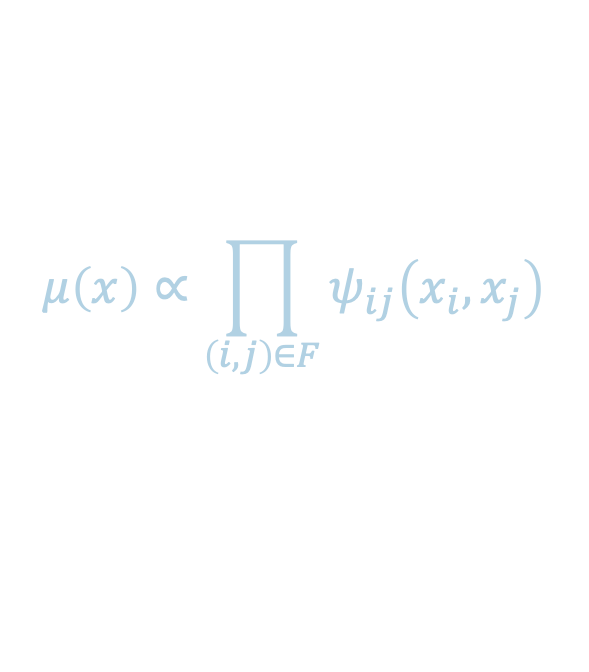 μ(x) ∝ ∏ ψ_{ij}(x_i, x_j)
(i,j)∈F